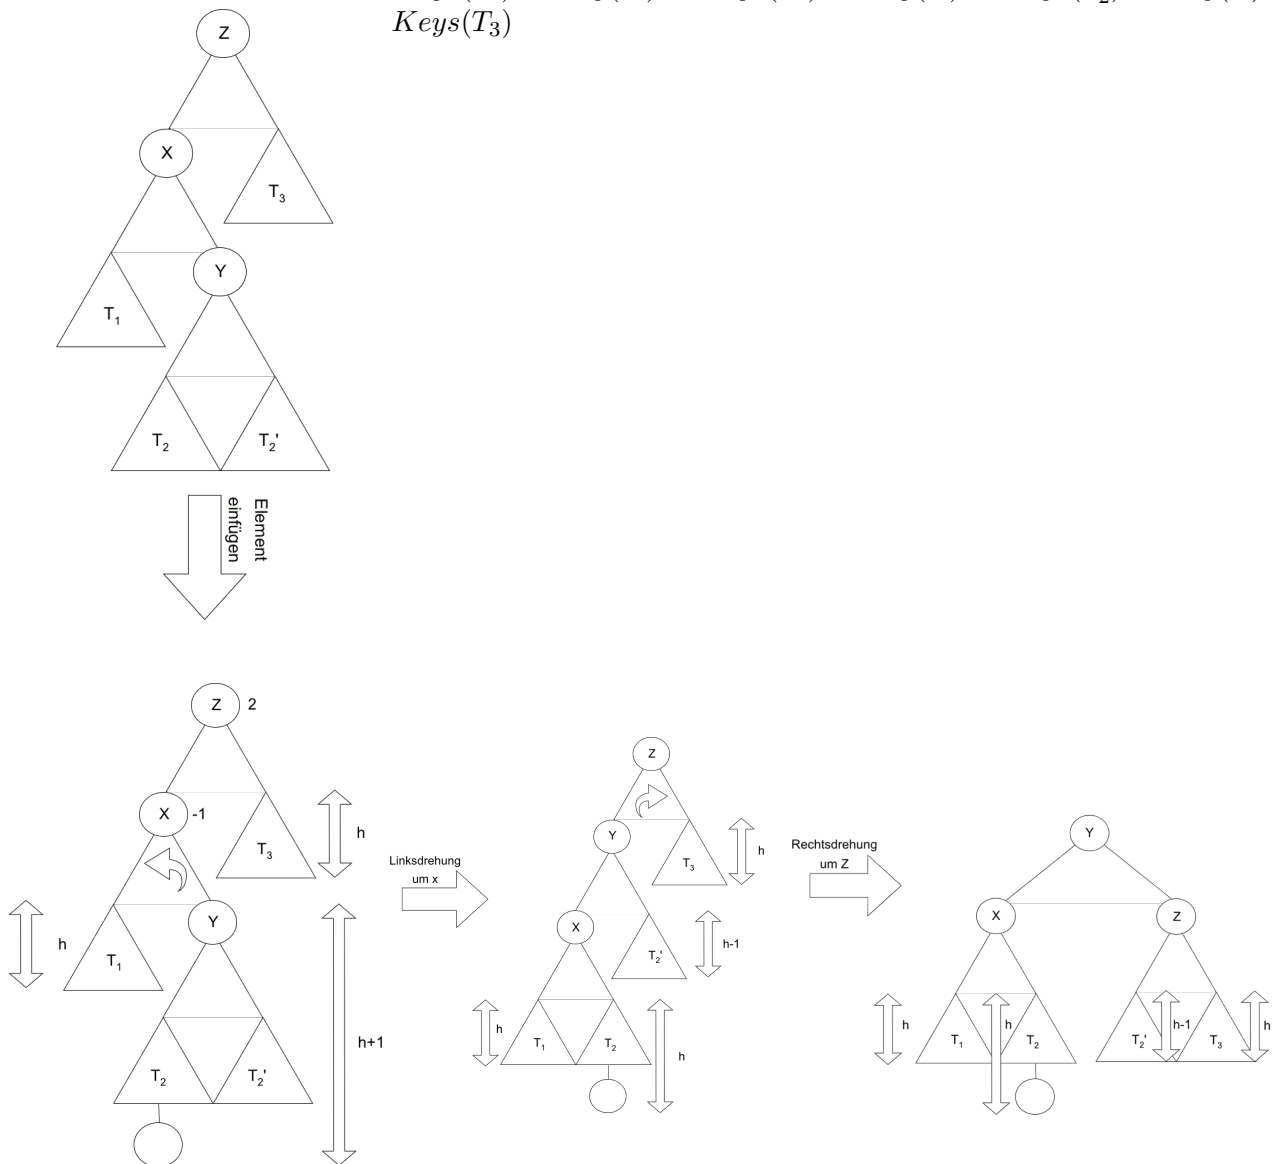 Keys(T₃)
Z
X
T₃
Y
T₁
T₂ T₂'
Element
einfügen
Z 2
X -1
h
T₃
h
Y
T₁
h+1
T₂ T₂'
Linksdrehung
um x
Z
Y
T₃
h
X
T₂'
h-1
h
T₁ T₂
h
Rechtsdrehung
um Z
Y
X Z
h T₁ h T₂
T₂' h-1 T₃ h